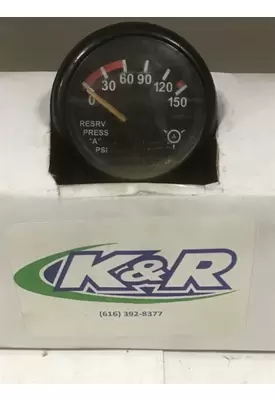 0 30 60 90 120 150
RESRV
PRESS
"A"
PSI
A
K&R
(616) 392-8377